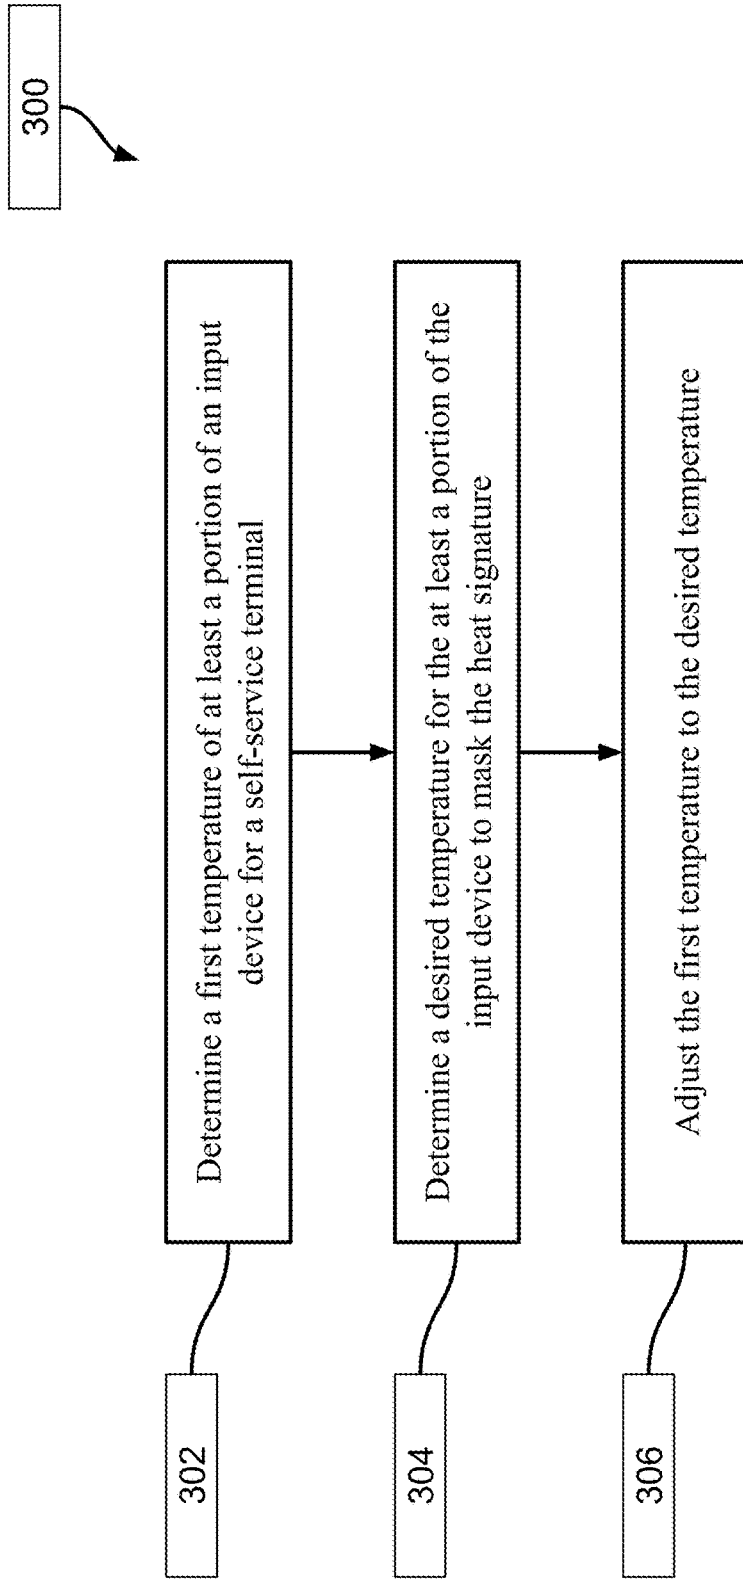 300
302
Determine a first temperature of at least a portion of an input
device for a self-service terminal
304
Determine a desired temperature for the at least a portion of the
input device to mask the heat signature
306
Adjust the first temperature to the desired temperature